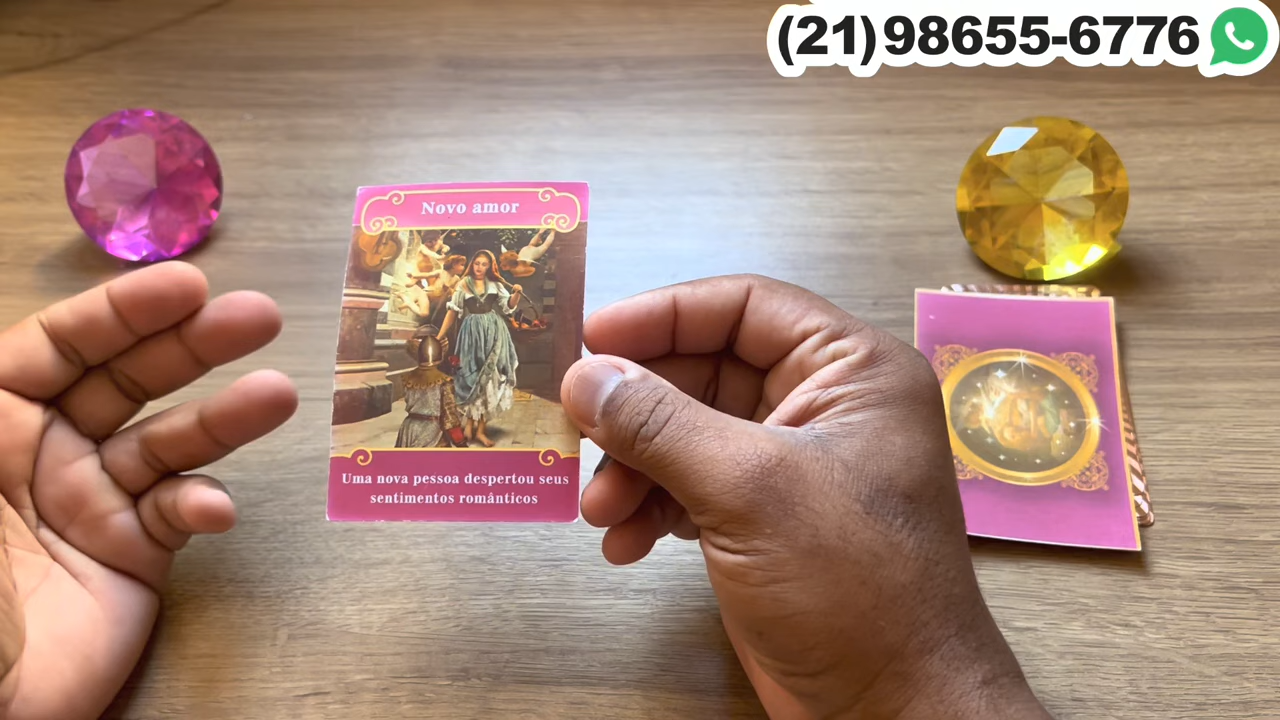 (21)98655-6776
Novo amor
Uma nova pessoa despertou seus
sentimentos românticos